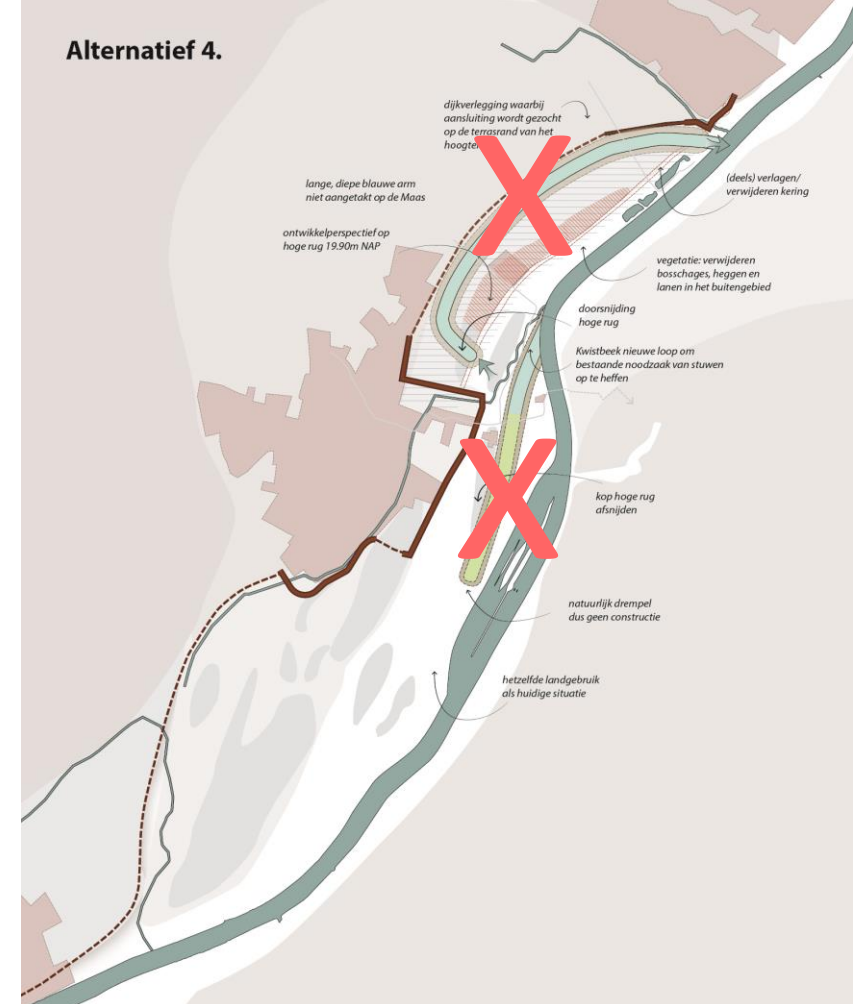 Alternatief 4.
dijkverlegging waarbij
aansluiting wordt gezocht
op de terrasrand van het
lange, diepe blauwe arm
niet aangetakt op de Maas
(deels) verlagen/
verwijderen kering
ontwikkelperspectief op
hoge rug 19.90m NAP
vegetatie: verwijderen
bosschages, heggen en
lanen in het buitengebied
doorsnijding
hoge rug
Kwistbeek nieuwe loop om
bestaande noodzaak van stuwen
op te heffen
kop hoge rug
afsnijden
natuurlijk drempel
dus geen constructie
hetzelfde landgebruik
als huidige situatie